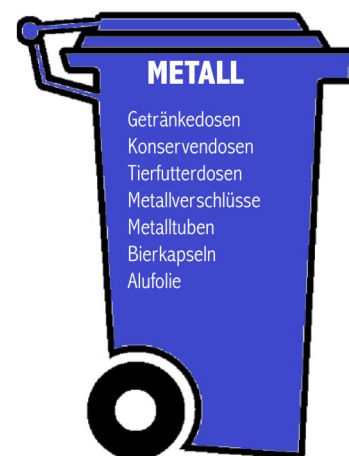 METALL
Getränkedosen
Konservendosen
Tierfutterdosen
Metallverschlüsse
Metalltuben
Bierkapseln
Alufolie